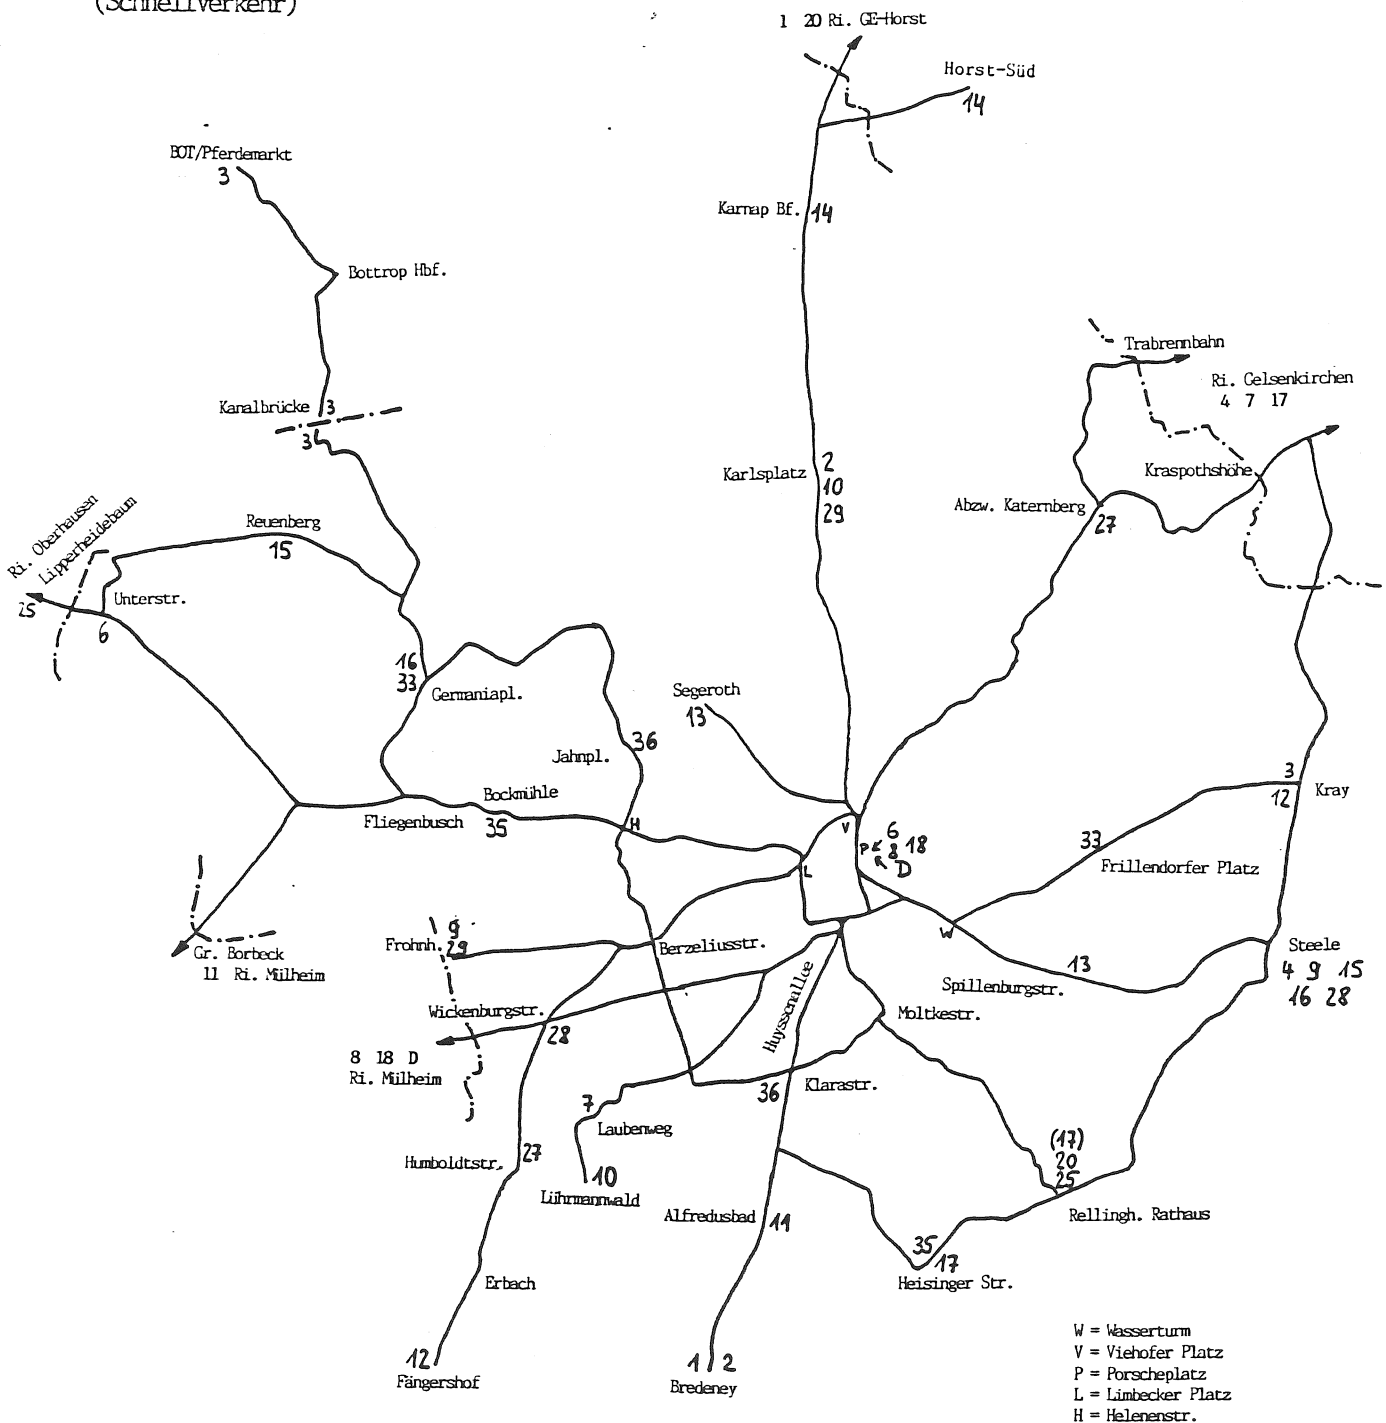 (Schnellverkehr)
1 20 Ri. GE-Horst
Horst-Süd
14
BOT/Pferdemarkt
3
Karnap Bf. 14
Bottrop Hbf.
Trabrennbahn
Ri. Gelsenkirchen
4 7 17
Kanalbrücke 3
3
Karlsplatz 2
10
29
Kraspothshöhe
Abzw. Katernberg
27
Ri. Oberhausen
Lipperheidebaum
25
Reuenberg
15
Unterstr.
6
16
33
Germaniapl.
Segeroth
13
Jahnpl.
36
Bockmühle
35
Fliegenbusch
H
V
P
L
6
8 18
D
3
12
Kray
33
Frillendorfer Platz
W
Frohnh. 9
29
Gr. Borbeck
11 Ri. Mülheim
Berzeliusstr.
Steele
4 9 15
16 28
13
Spillenburgstr.
Wickenburgstr.
28
Huyssenallee
Moltkestr.
8 18 D
Ri. Mülheim
36
Klarastr.
7
Laubenweg
Humboldtstr. 27
10
Lührmannwald
(17)
20
25
Rellingh. Rathaus
Alfredusbad 11
35
17
Heisinger Str.
Erbach
12
Fängershof
1 2
Bredeney
W = Wasserturm
V = Viehofer Platz
P = Porscheplatz
L = Limbecker Platz
H = Helenenstr.